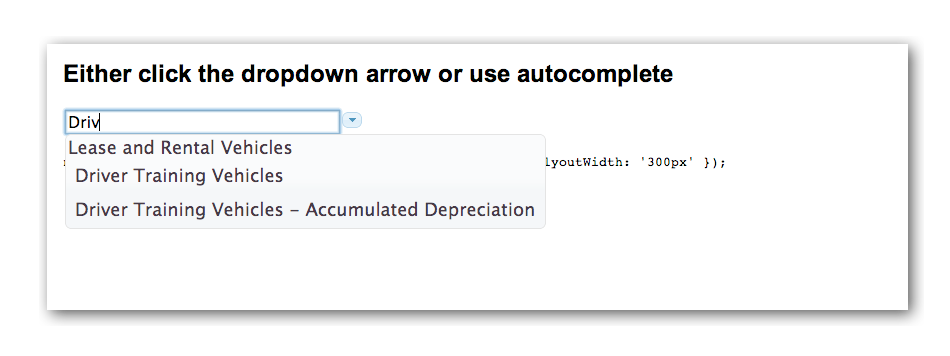 Either click the dropdown arrow or use autocomplete
Driv
Lease and Rental Vehicles
lyoutWidth: '300px' });
Driver Training Vehicles
Driver Training Vehicles – Accumulated Depreciation